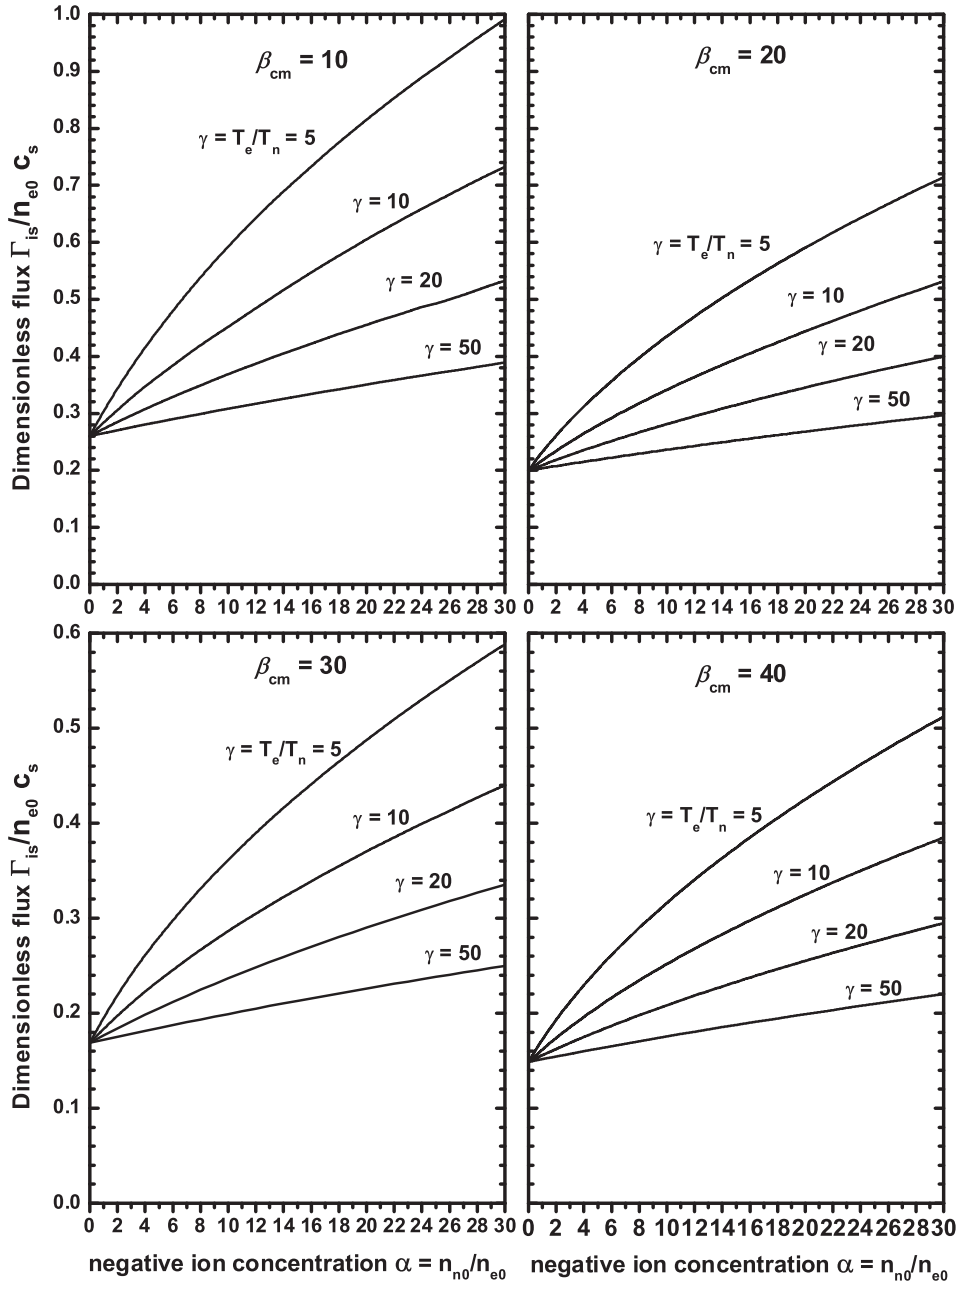 1.0
0.9
0.8
0.7
0.6
0.5
0.4
0.3
0.2
0.1
0.0
Dimensionless flux Γis/ne0 cs
βcm = 10
γ = Te/Tn = 5
γ = 10
γ = 20
γ = 50
0 2 4 6 8 10 12 14 16 18 20 22 24 26 28 30
βcm = 20
γ = Te/Tn = 5
γ = 10
γ = 20
γ = 50
0 2 4 6 8 10 12 14 16 18 20 22 24 26 28 30
0.6
0.5
0.4
0.3
0.2
0.1
0.0
Dimensionless flux Γis/ne0 cs
βcm = 30
γ = Te/Tn = 5
γ = 10
γ = 20
γ = 50
0 2 4 6 8 10 12 14 16 18 20 22 24 26 28 30
negative ion concentration α = nn0/ne0
βcm = 40
γ = Te/Tn = 5
γ = 10
γ = 20
γ = 50
0 2 4 6 8 10 12 14 16 18 20 22 24 26 28 30
negative ion concentration α = nn0/ne0